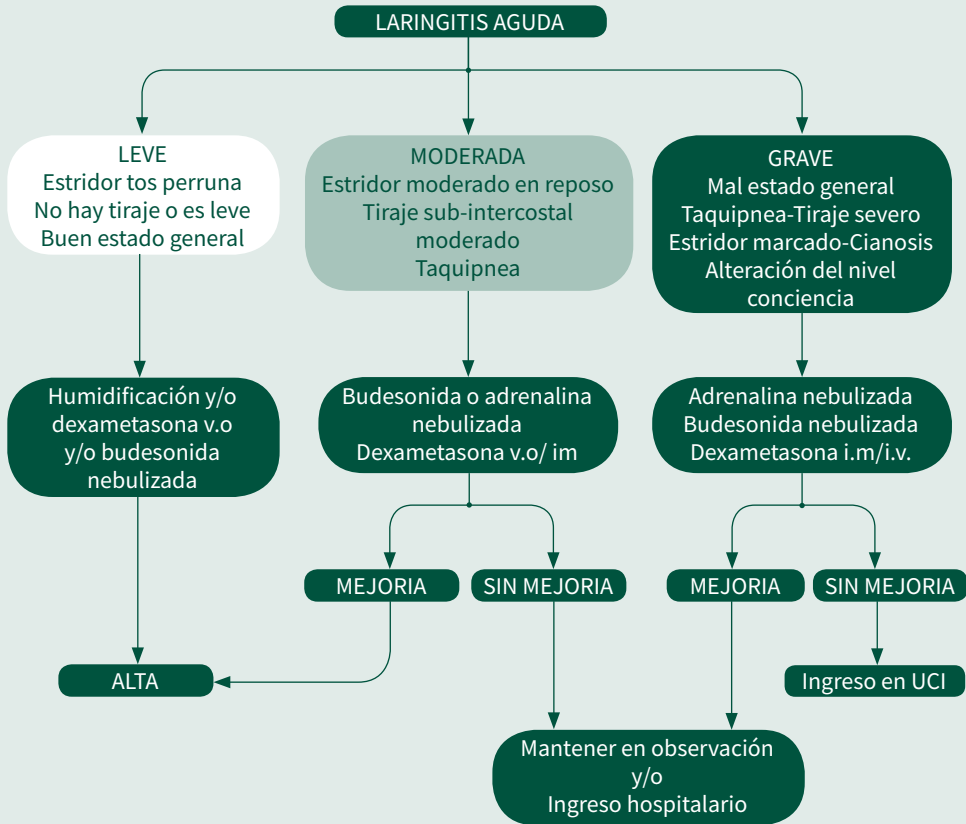 LARINGITIS AGUDA
LEVE
Estridor tos perruna
No hay tiraje o es leve
Buen estado general
MODERADA
Estridor moderado en reposo
Tiraje sub-intercostal
moderado
Taquipnea
GRAVE
Mal estado general
Taquipnea-Tiraje severo
Estridor marcado-Cianosis
Alteración del nivel
conciencia
Humidificación y/o
dexametasona v.o
y/o budesonida
nebulizada
Budesonida o adrenalina
nebulizada
Dexametasona v.o/ im
Adrenalina nebulizada
Budesonida nebulizada
Dexametasona i.m/i.v.
MEJORIA
SIN MEJORIA
MEJORIA
SIN MEJORIA
ALTA
Ingreso en UCI
Mantener en observación
y/o
Ingreso hospitalario